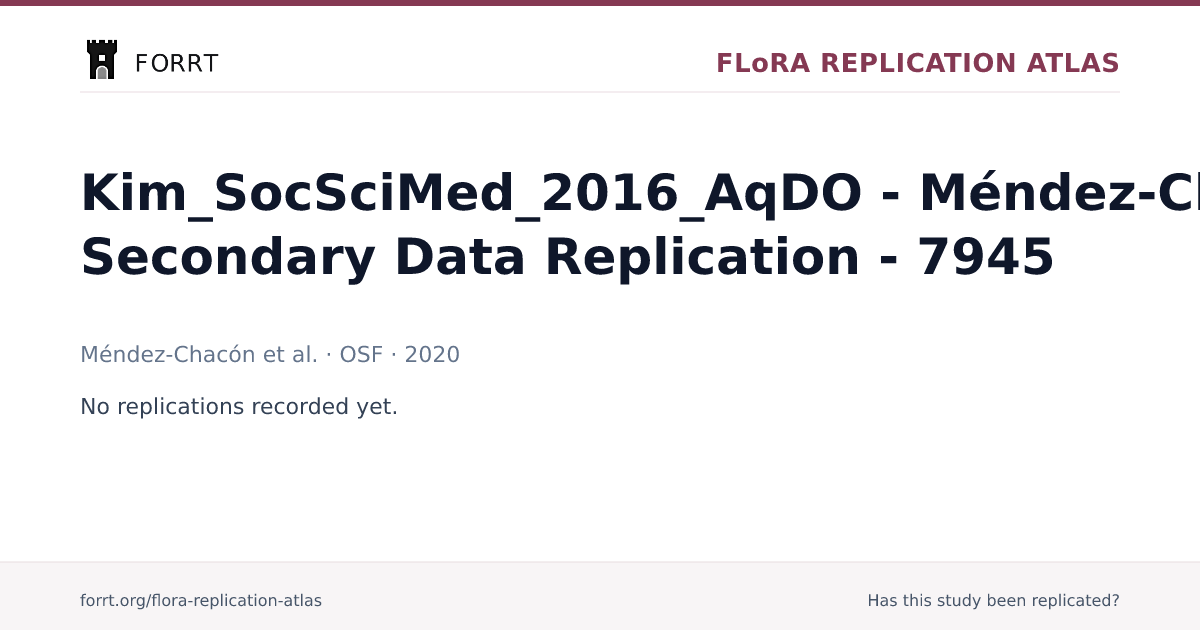 FORRT
FLoRA REPLICATION ATLAS
Kim_SocSciMed_2016_AqDO - Méndez-Cl
Secondary Data Replication - 7945
Méndez-Chacón et al. · OSF · 2020
No replications recorded yet.
forrt.org/flora-replication-atlas
Has this study been replicated?